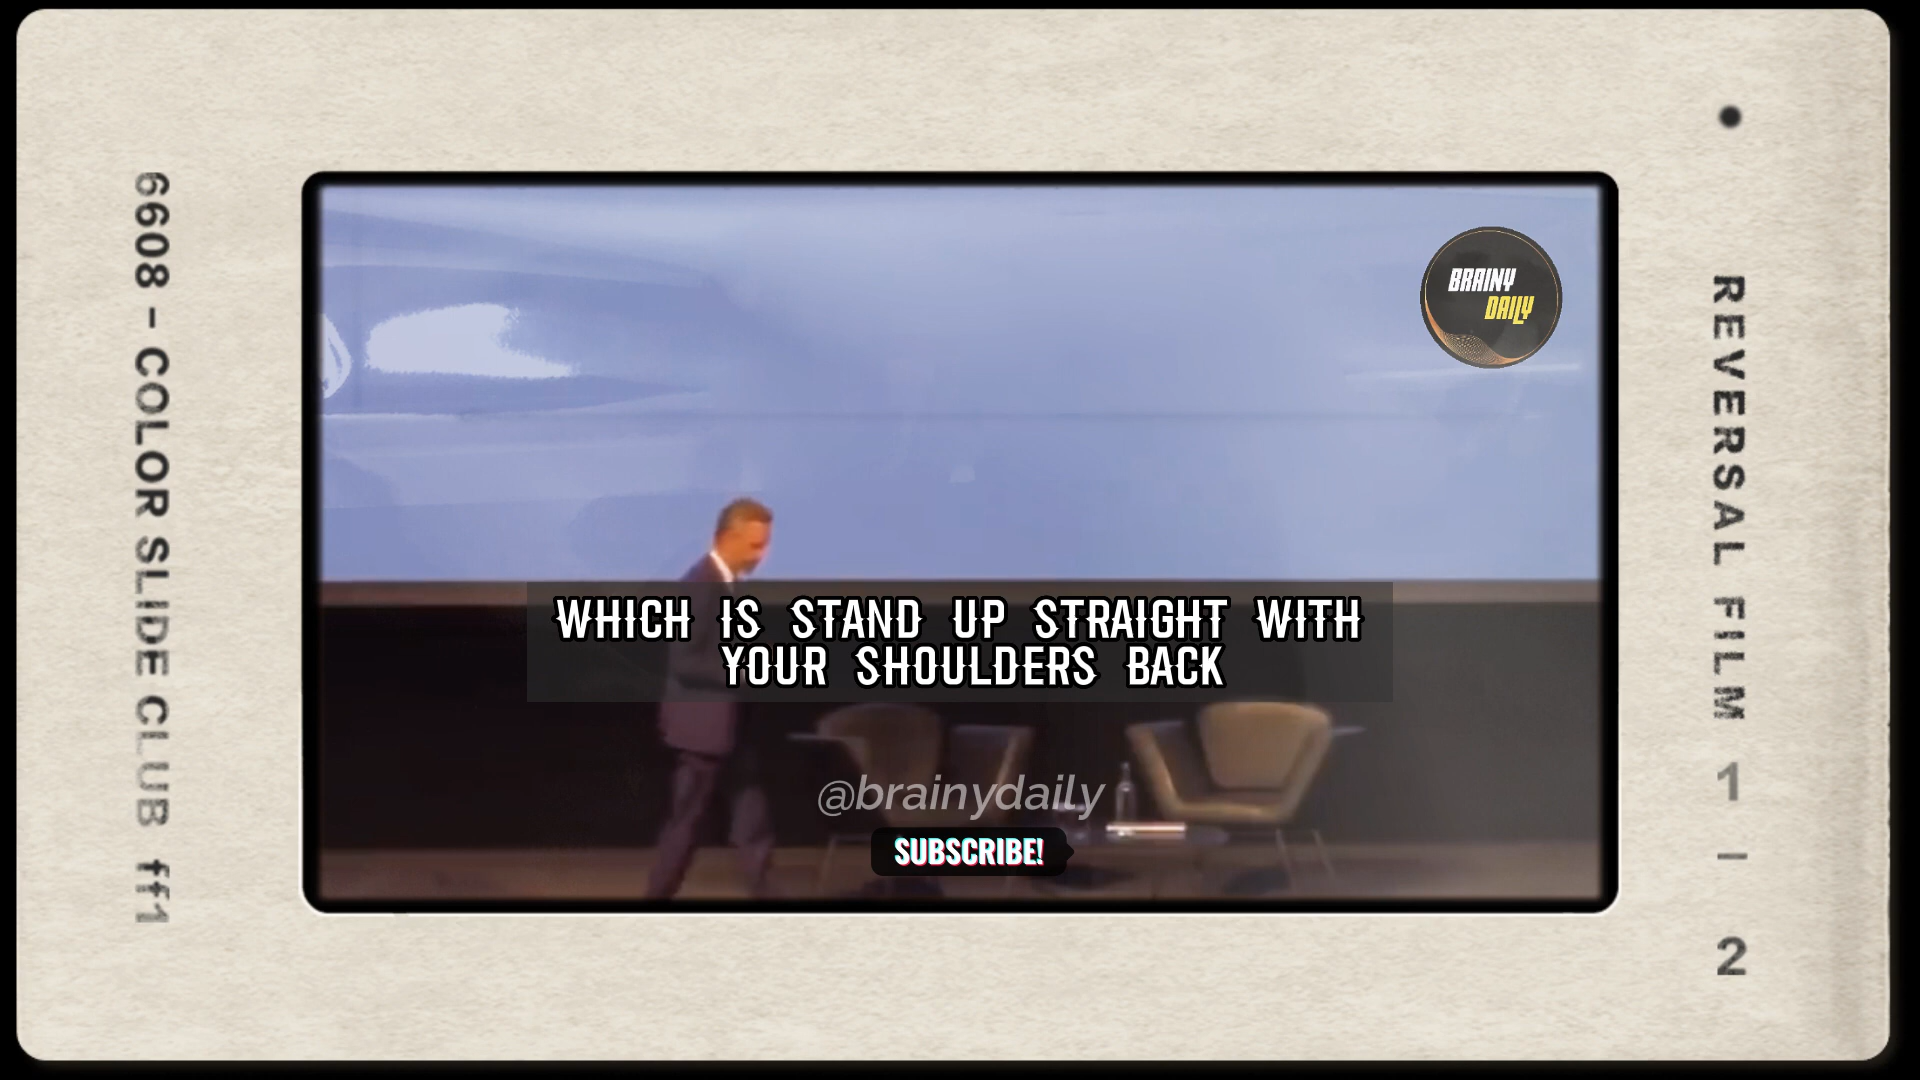 6608 - COLOR SLIDE CLUB ff1
BRAINY
DAILY
WHICH IS STAND UP STRAIGHT WITH
YOUR SHOULDERS BACK
@brainydaily
SUBSCRIBE!
REVERSAL FILM 1 - 2